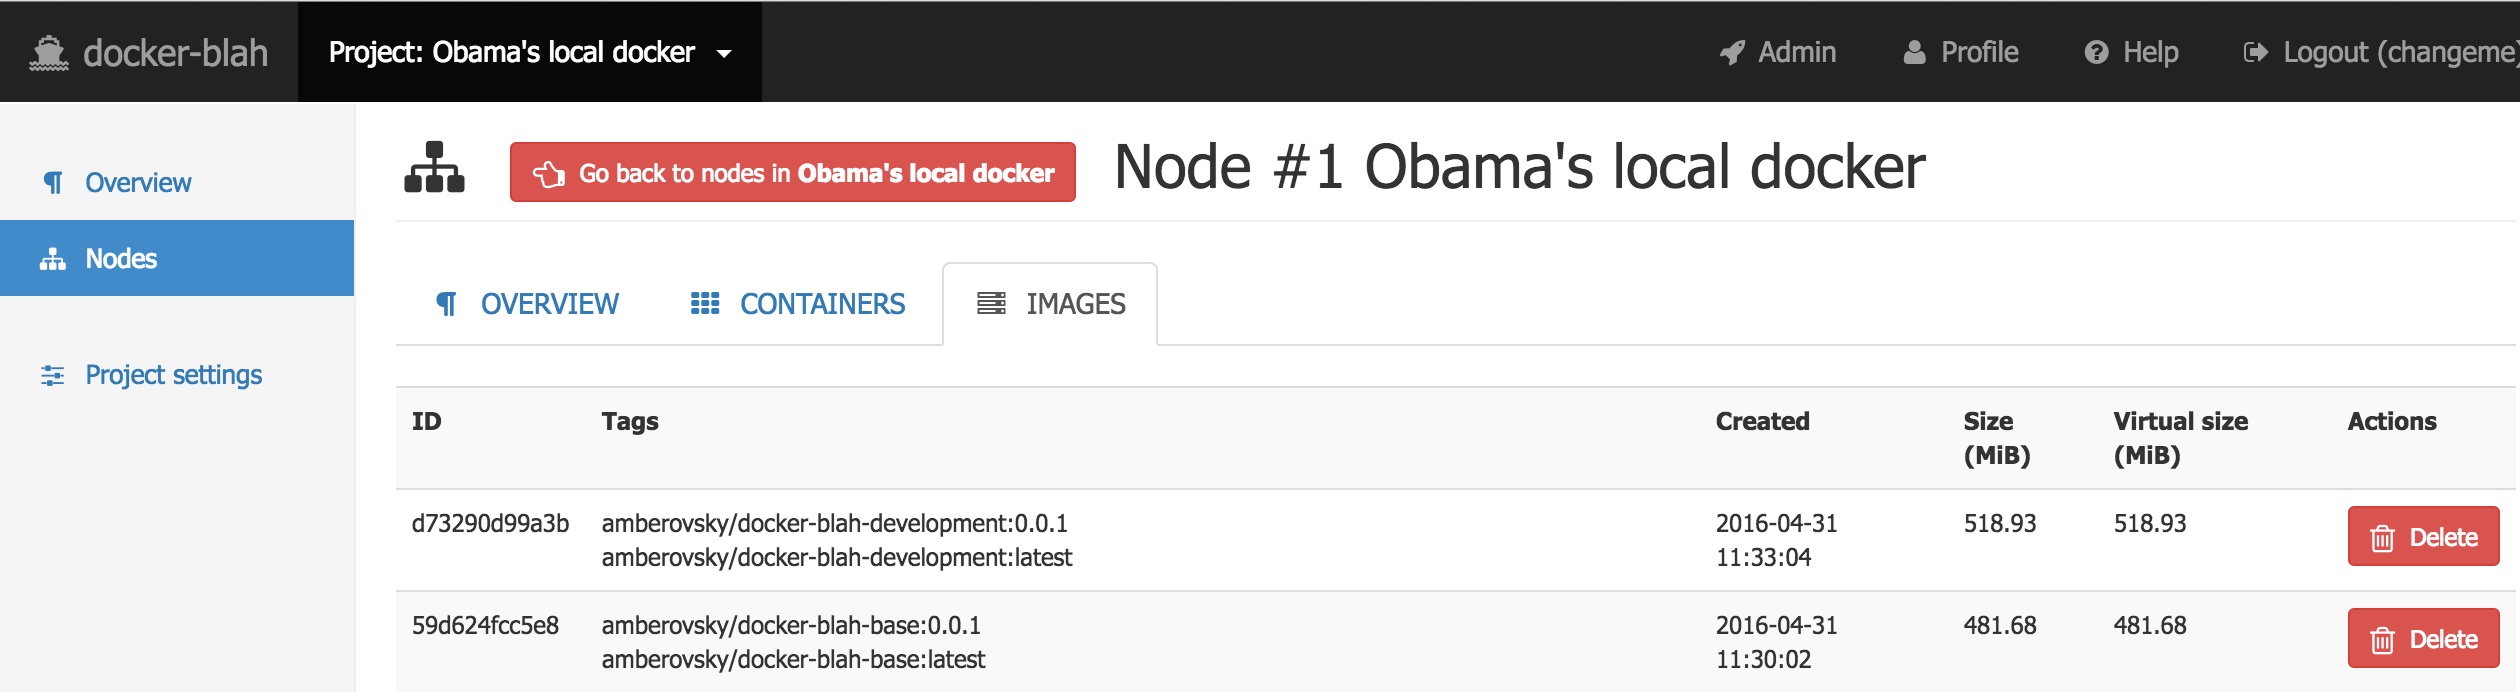 docker-blah
Project: Obama's local docker
Admin
Profile
Help
Logout (changeme)
Overview
Nodes
Project settings
Go back to nodes in Obama's local docker
Node #1 Obama's local docker
OVERVIEW
CONTAINERS
IMAGES
ID
Tags
Created
Size
(MiB)
Virtual size
(MiB)
Actions
d73290d99a3b
amberovsky/docker-blah-development:0.0.1
amberovsky/docker-blah-development:latest
2016-04-31
11:33:04
518.93
518.93
Delete
59d624fcc5e8
amberovsky/docker-blah-base:0.0.1
amberovsky/docker-blah-base:latest
2016-04-31
11:30:02
481.68
481.68
Delete